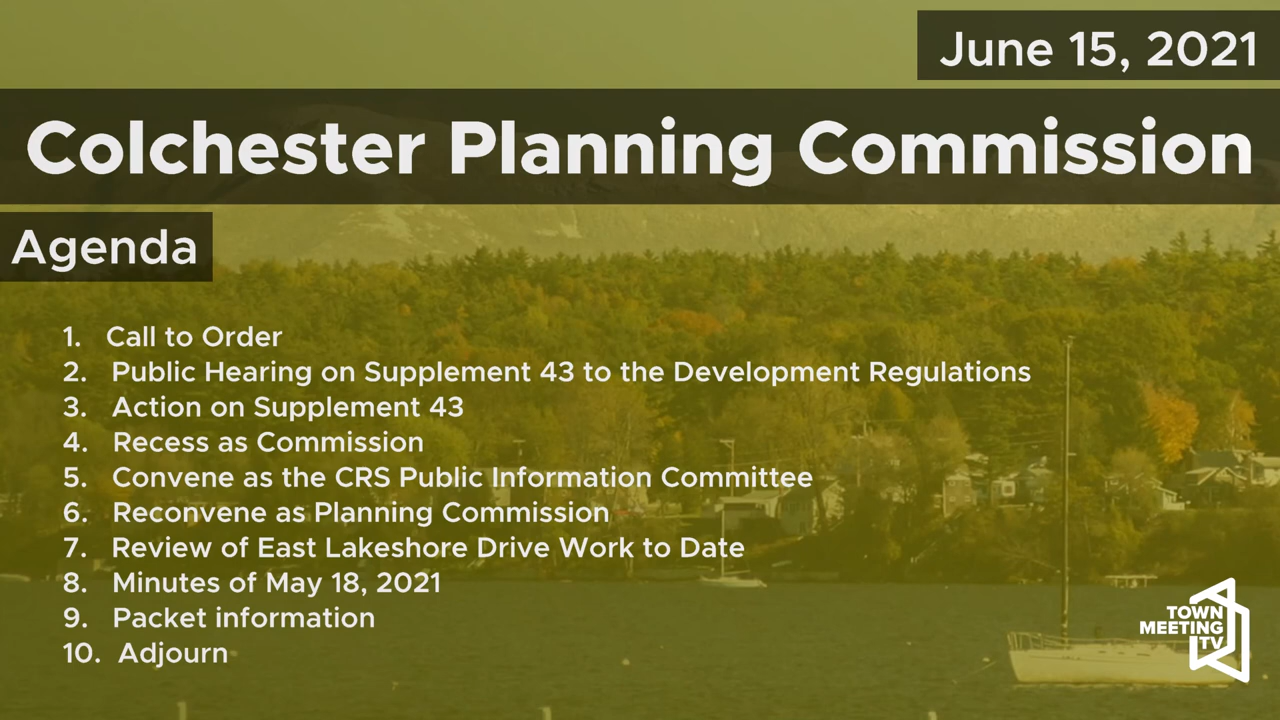 June 15, 2021
Colchester Planning Commission
Agenda
1. Call to Order
2. Public Hearing on Supplement 43 to the Development Regulations
3. Action on Supplement 43
4. Recess as Commission
5. Convene as the CRS Public Information Committee
6. Reconvene as Planning Commission
7. Review of East Lakeshore Drive Work to Date
8. Minutes of May 18, 2021
9. Packet information
10. Adjourn
TOWN
MEETING
TV